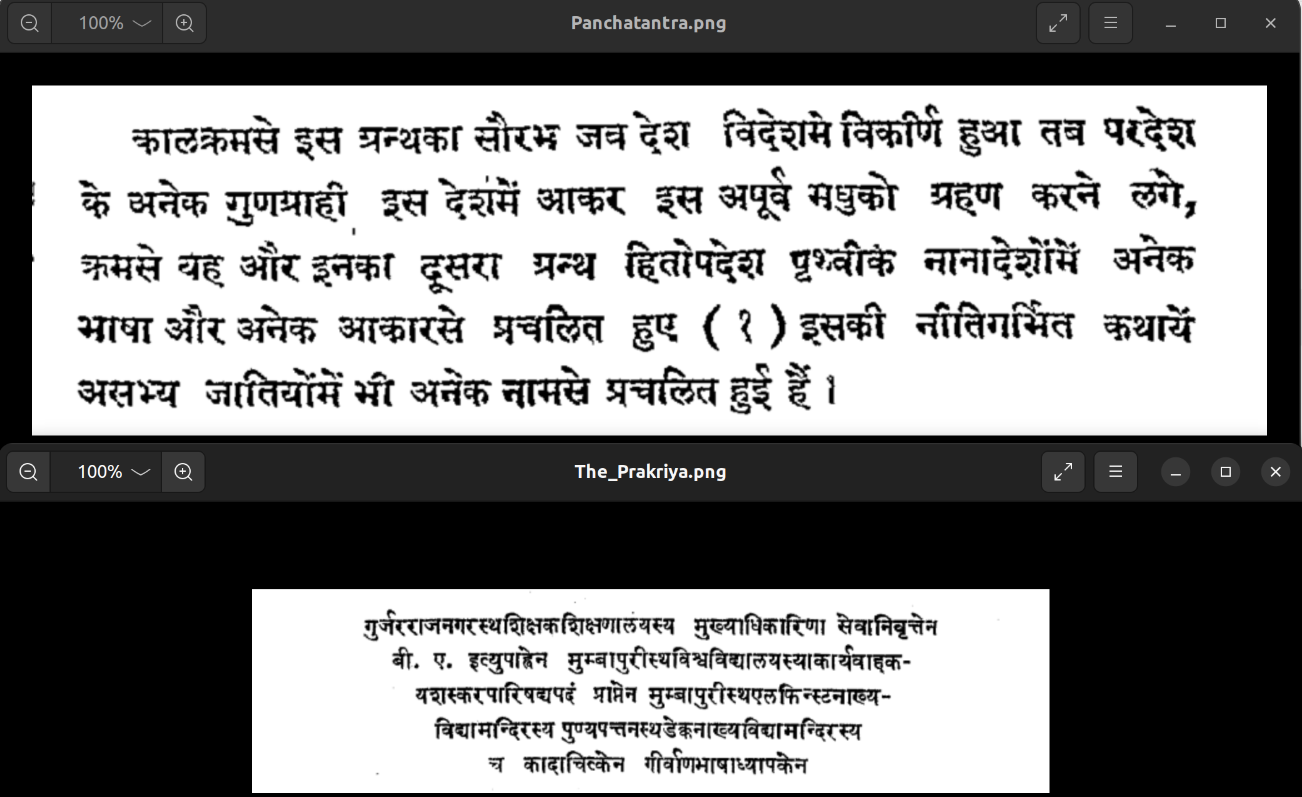 100%
Panchatantra.png
कालक्रमसे इस ग्रन्थका सौरभ जव देश विदेशमे विकीर्ण हुआ तब परदेश
के अनेक गुणग्राही इस देशमें आकर इस अपूर्व मधुको ग्रहण करने लगे,
क्रमसे यह और इनका दूसरा ग्रन्थ हितोपदेश पृथ्वीके नानादेशोंमें अनेक
भाषा और अनेक आकारसे प्रचलित हुए ( १ ) इसकी नीतिगर्भित कथायें
असभ्य जातियोंमें भी अनेक नामसे प्रचलित हुई हैं ।
100%
The_Prakriya.png
गुर्जरराजनगरस्थशिक्षकशिक्षणालयस्य मुख्याधिकारिणा सेवानिवृत्तेन
बी. ए. इत्युपाह्वेन मुम्बापुरीस्थविश्वविद्यालयस्याकार्यवाहक-
यशस्करपारिषद्यपदं प्राप्तेन मुम्बापुरीस्थएलफिन्स्टनाख्य-
विद्यामन्दिरस्य पुण्यपत्तनस्थडेक्कनाख्यविद्यामन्दिरस्य
च कादाचित्केन गीर्वाणभाषाध्यापकेन